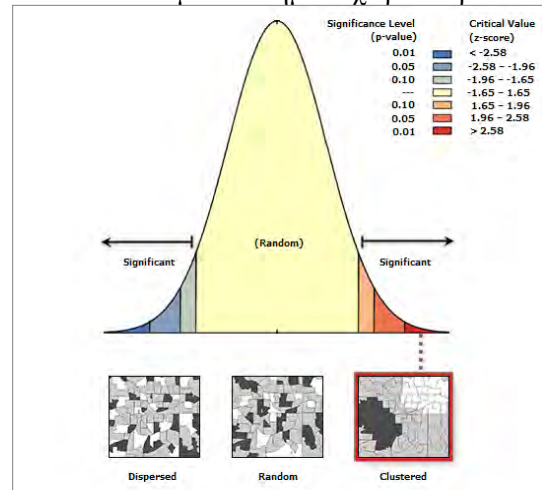 Significance Level Critical Value
(p-value) (z-score)
0.01 < -2.58
0.05 -2.58 - -1.96
0.10 -1.96 - -1.65
--- -1.65 - 1.65
0.10 1.65 - 1.96
0.05 1.96 - 2.58
0.01 > 2.58
(Random)
Significant Significant
Dispersed Random Clustered